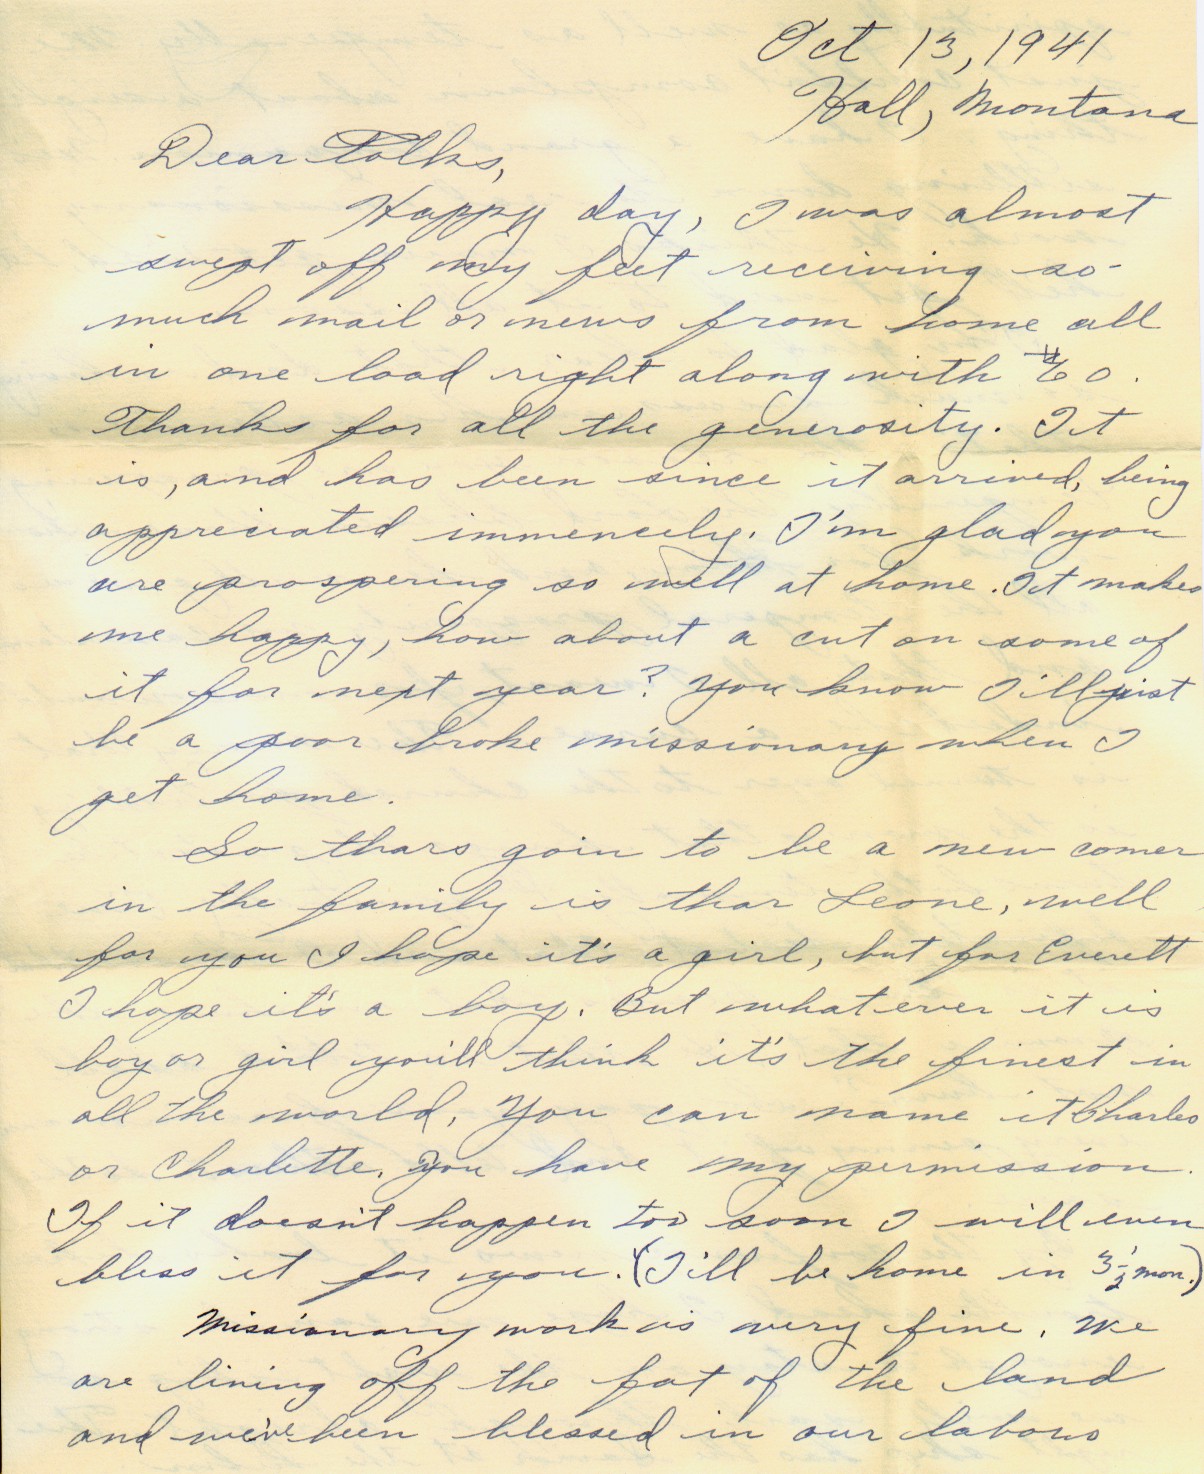 Oct 13, 1941
Hall, Montana
Dear Folks,
Happy day, I was almost
swept off my feet receiving so
much mail or news from home all
in one load right along with
Thanks for all the generosity. It
is, and has been since it arrived, being
appreciated immencely. I'm glad you
are prospering so well at home. It makes
me happy, how about a cut on some of
it for next year? You know I'll jist
be a poor broke missionary when I
get home.
So thars goin to be a new comer
in the family is thar Leone, well
for you I hope it's a girl, but for Everett
I hope it's a boy. But whatever it is
boy or girl you'll think it's the finest in
all the world. You can name it Charles
or Charlette. You have my permission.
If it doesn't happen too soon I will even
bless it for you. (I'll be home in 3½ mon.)
Missionary work is very fine. We
are living off the fat of the land
and we've been blessed in our labors